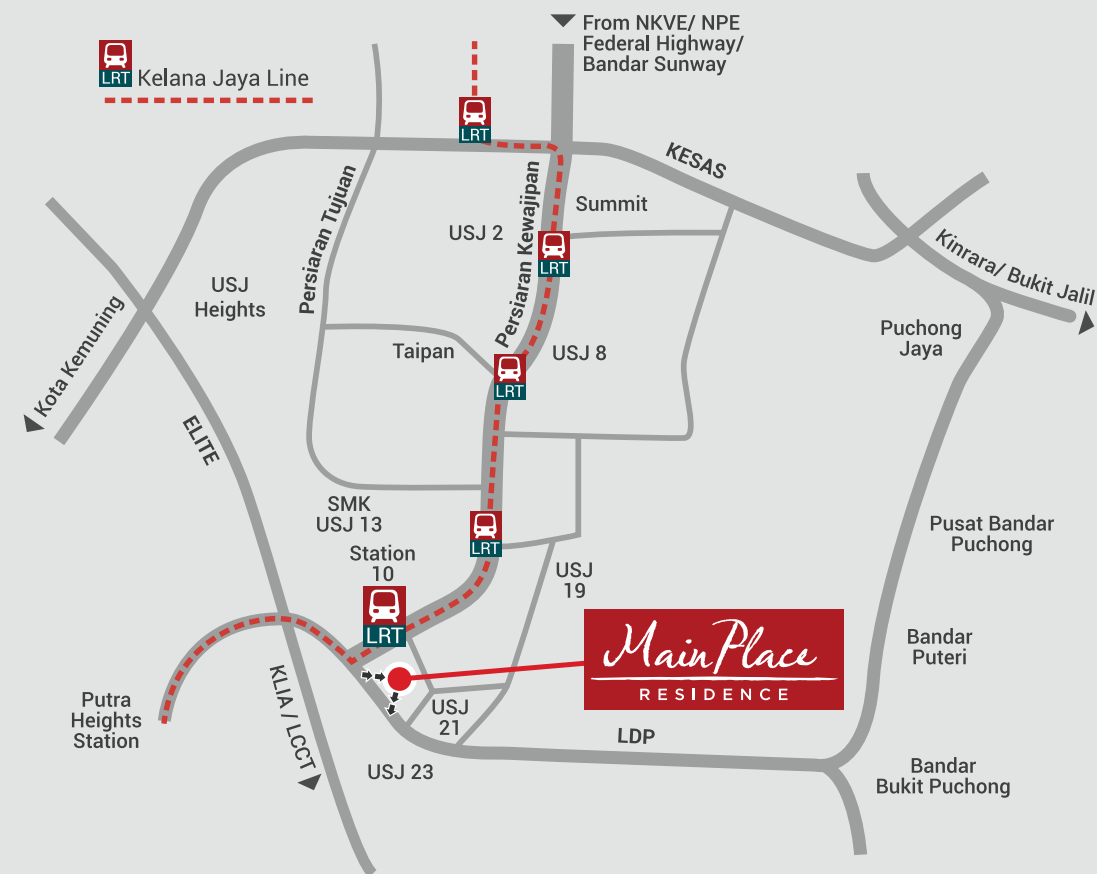 From NKVE/ NPE
Federal Highway/
Bandar Sunway
LRT
Kelana Jaya Line
LRT
KESAS
Persiaran Tujuan
Persiaran Kewajipan
Summit
USJ 2
LRT
Kinrara/ Bukit Jalil
USJ
Heights
Kota Kemuning
Taipan
USJ 8
LRT
Puchong
Jaya
ELITE
SMK
USJ 13
LRT
Pusat Bandar
Puchong
Station
10
LRT
USJ
19
MainPlace
RESIDENCE
Bandar
Puteri
KLIA / LCCT
Putra
Heights
Station
USJ
21
LDP
USJ 23
Bandar
Bukit Puchong